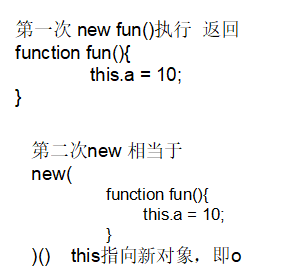 第一次 new fun()执行 返回
function fun(){
this.a = 10;
}
第二次new 相当于
new(
function fun(){
this.a = 10;
}
)() this指向新对象，即o